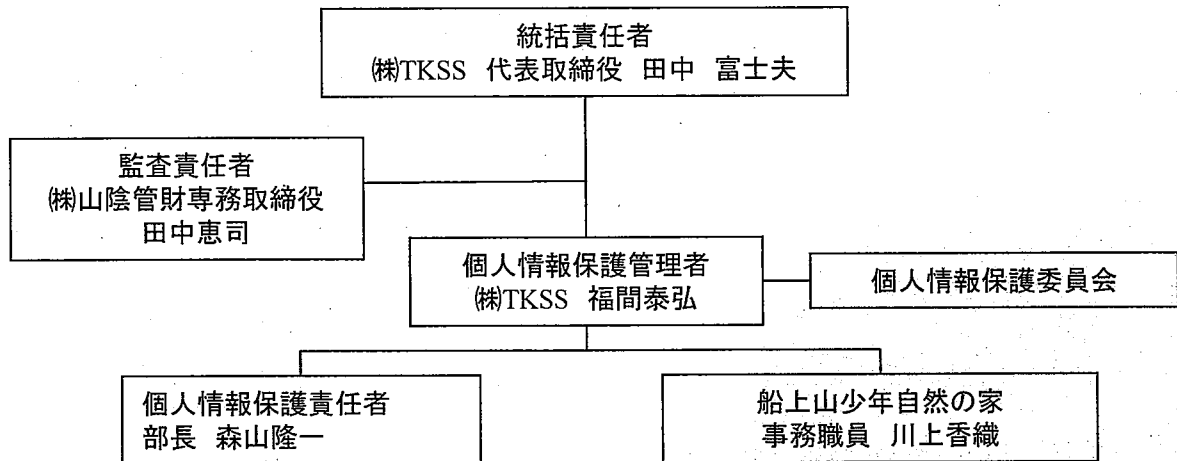 統括責任者
㈱TKSS 代表取締役 田中 富士夫
監査責任者
㈱山陰管財専務取締役
田中恵司
個人情報保護管理者
㈱TKSS 福間泰弘
個人情報保護委員会
個人情報保護責任者
部長 森山隆一
船上山少年自然の家
事務職員 川上香織